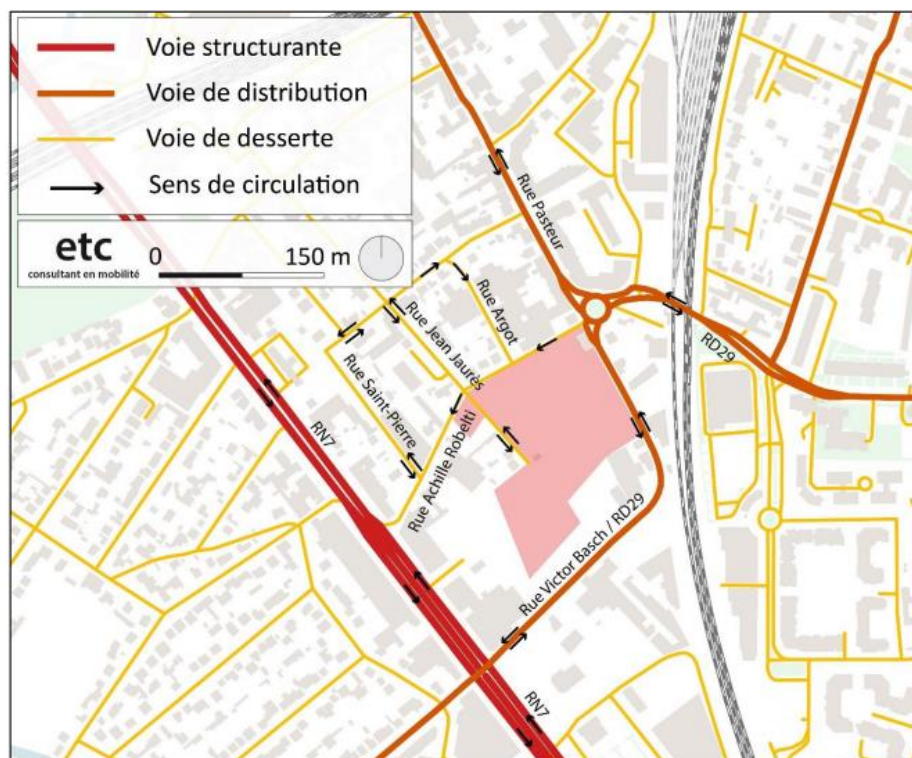 Voie structurante
Voie de distribution
Voie de desserte
Sens de circulation
etc
consultant en mobilité
0 150 m
Rue Pasteur
Rue Argot
Rue Jean Jaurès
RD29
Rue Saint-Pierre
RN7
Rue Achille Robelti
Rue Victor Basch / RD29
RN7